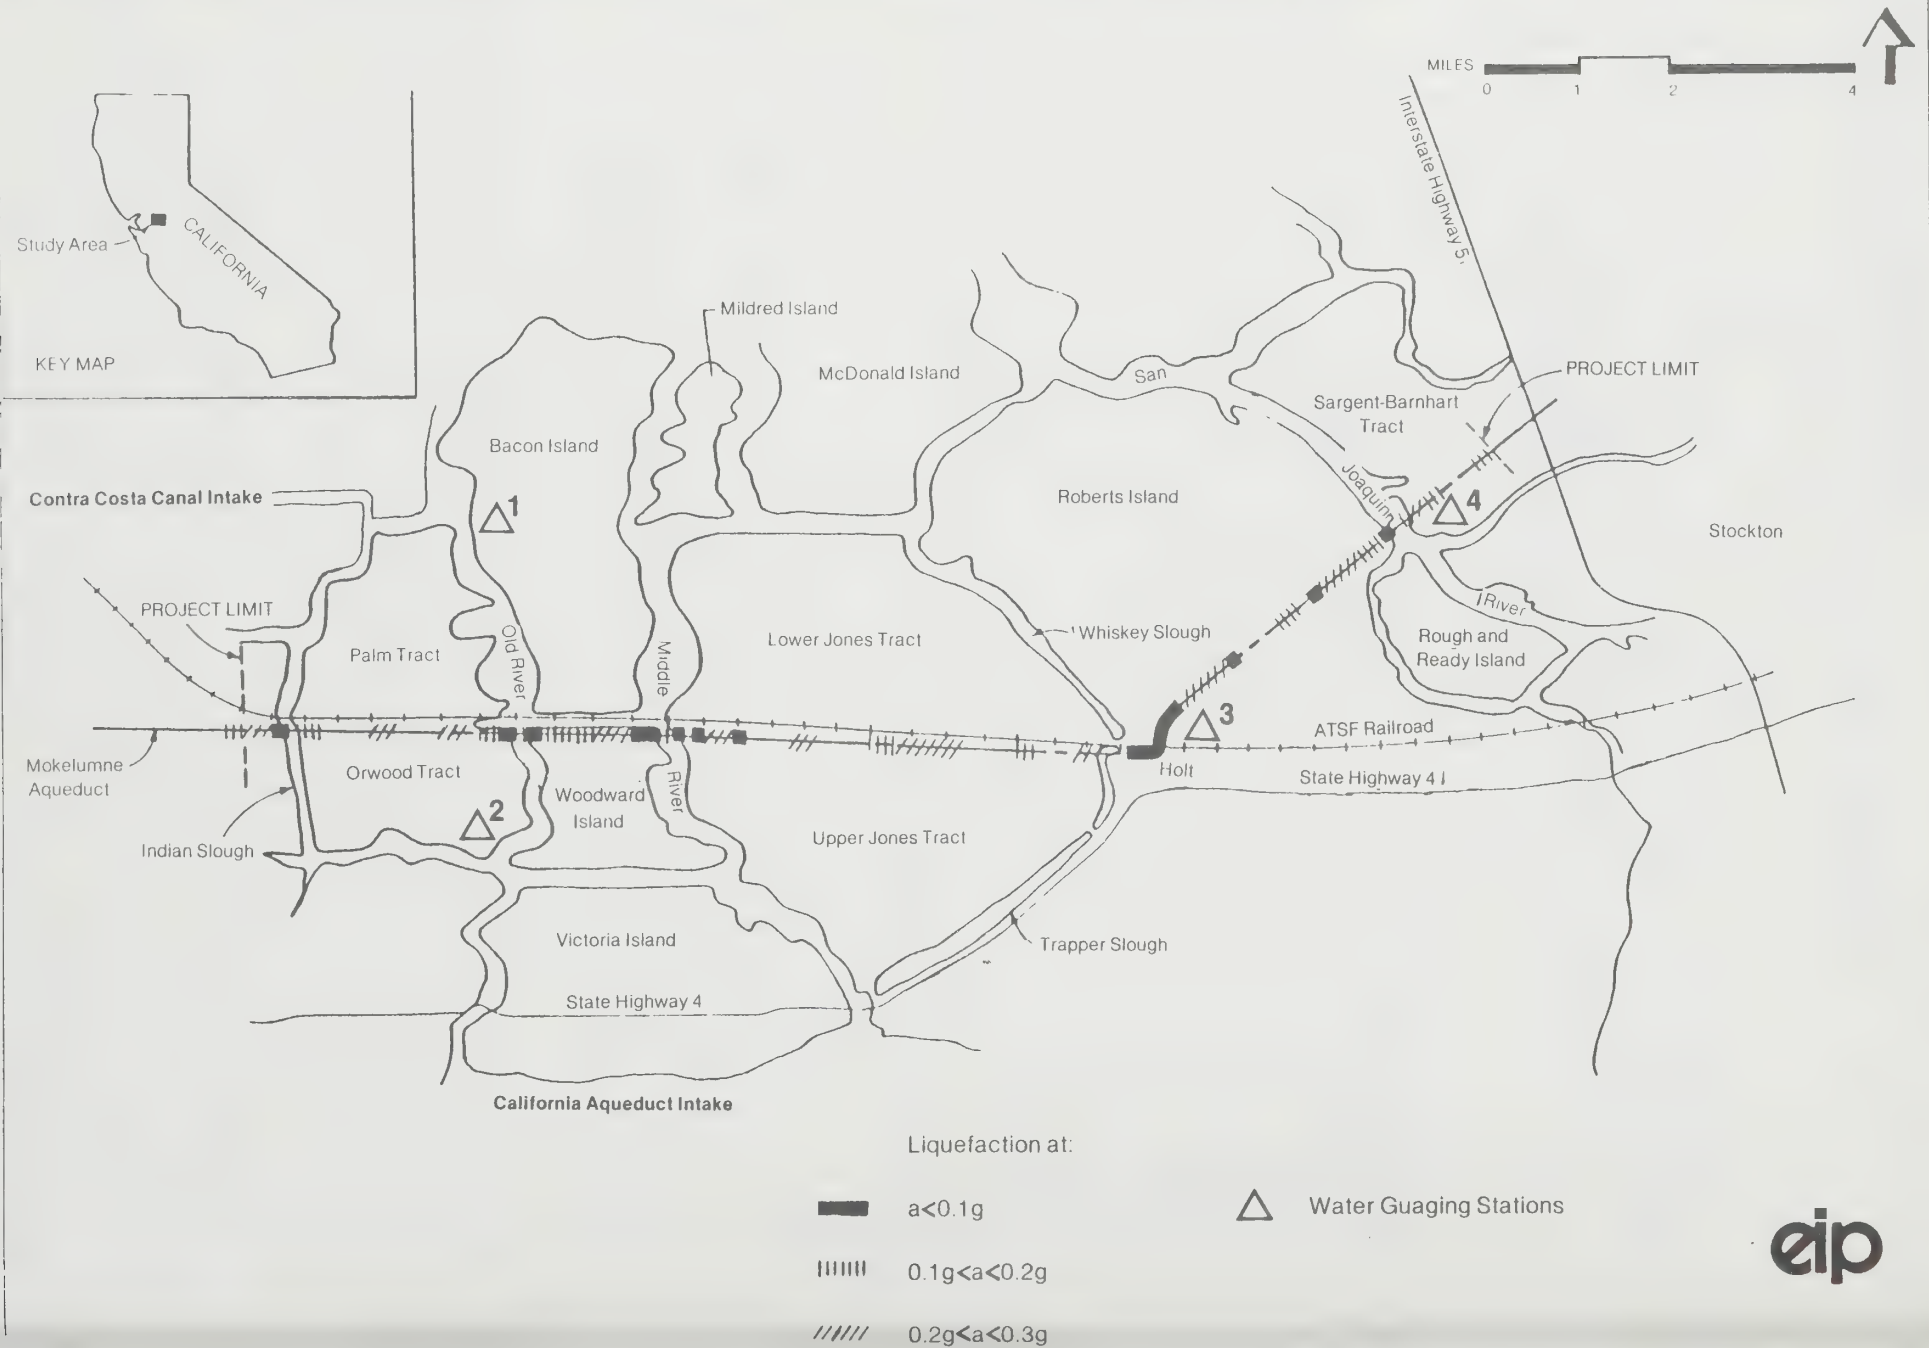 MILES
0 1 2 4
Interstate Highway 5,
Study Area
CALIFORNIA
KEY MAP
Mildred Island
McDonald Island
San
PROJECT LIMIT
Sargent-Barnhart
Tract
Bacon Island
Joaquin
Contra Costa Canal Intake
1
Roberts Island
4
Stockton
PROJECT LIMIT
River
Old River
Middle
Whiskey Slough
Palm Tract
Lower Jones Tract
Rough and
Ready Island
3
ATSF Railroad
Mokelumne
Aqueduct
Orwood Tract
Holt
State Highway 4
River
Woodward
Island
2
Indian Slough
Upper Jones Tract
Victoria Island
Trapper Slough
State Highway 4
California Aqueduct Intake
Liquefaction at:
a<0.1g
Water Guaging Stations
0.1g<a<0.2g
0.2g<a<0.3g
eip